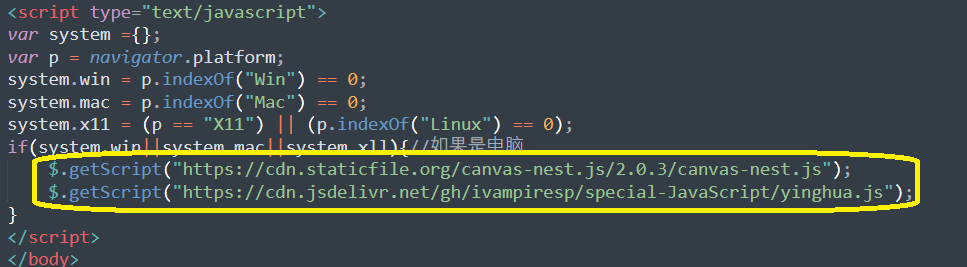 <script type="text/javascript">
var system ={};
var p = navigator.platform;
system.win = p.indexOf("Win") == 0;
system.mac = p.indexOf("Mac") == 0;
system.x11 = (p == "X11") || (p.indexOf("Linux") == 0);
if(system.win||system.mac||system.xll){//如果是电脑
$.getScript("https://cdn.staticfile.org/canvas-nest.js/2.0.3/canvas-nest.js");
$.getScript("https://cdn.jsdelivr.net/gh/ivampiresp/special-JavaScript/yinghua.js");
}
</script>
</body>